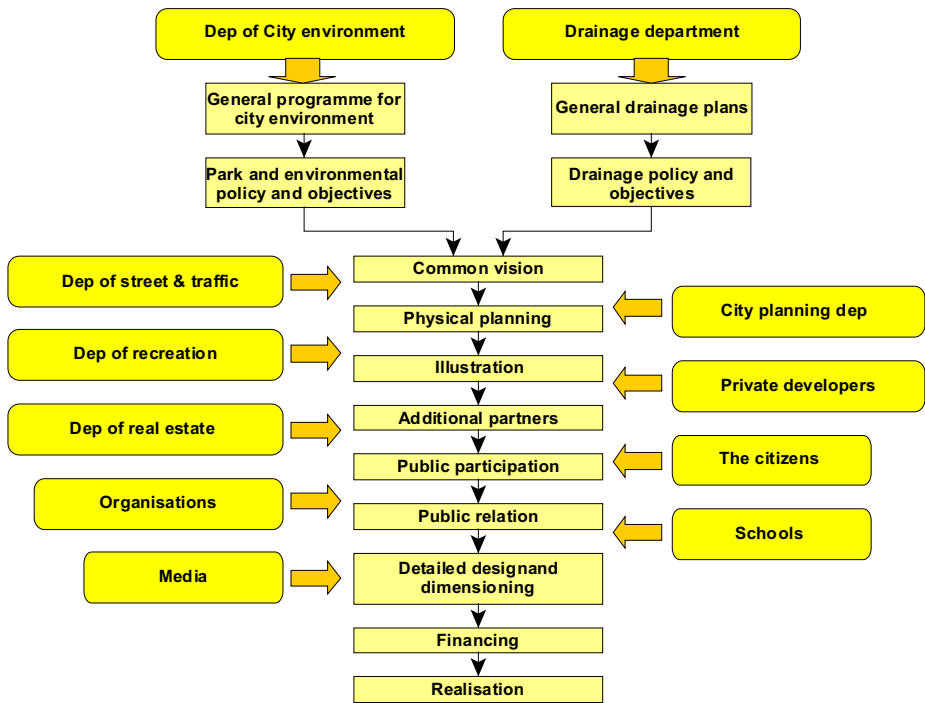 Dep of City environment
Drainage department
General programme for
city environment
General drainage plans
Park and environmental
policy and objectives
Drainage policy and
objectives
Common vision
Dep of street & traffic
Physical planning
City planning dep
Dep of recreation
Illustration
Private developers
Additional partners
Dep of real estate
Public participation
The citizens
Organisations
Public relation
Schools
Detailed designand
dimensioning
Media
Financing
Realisation